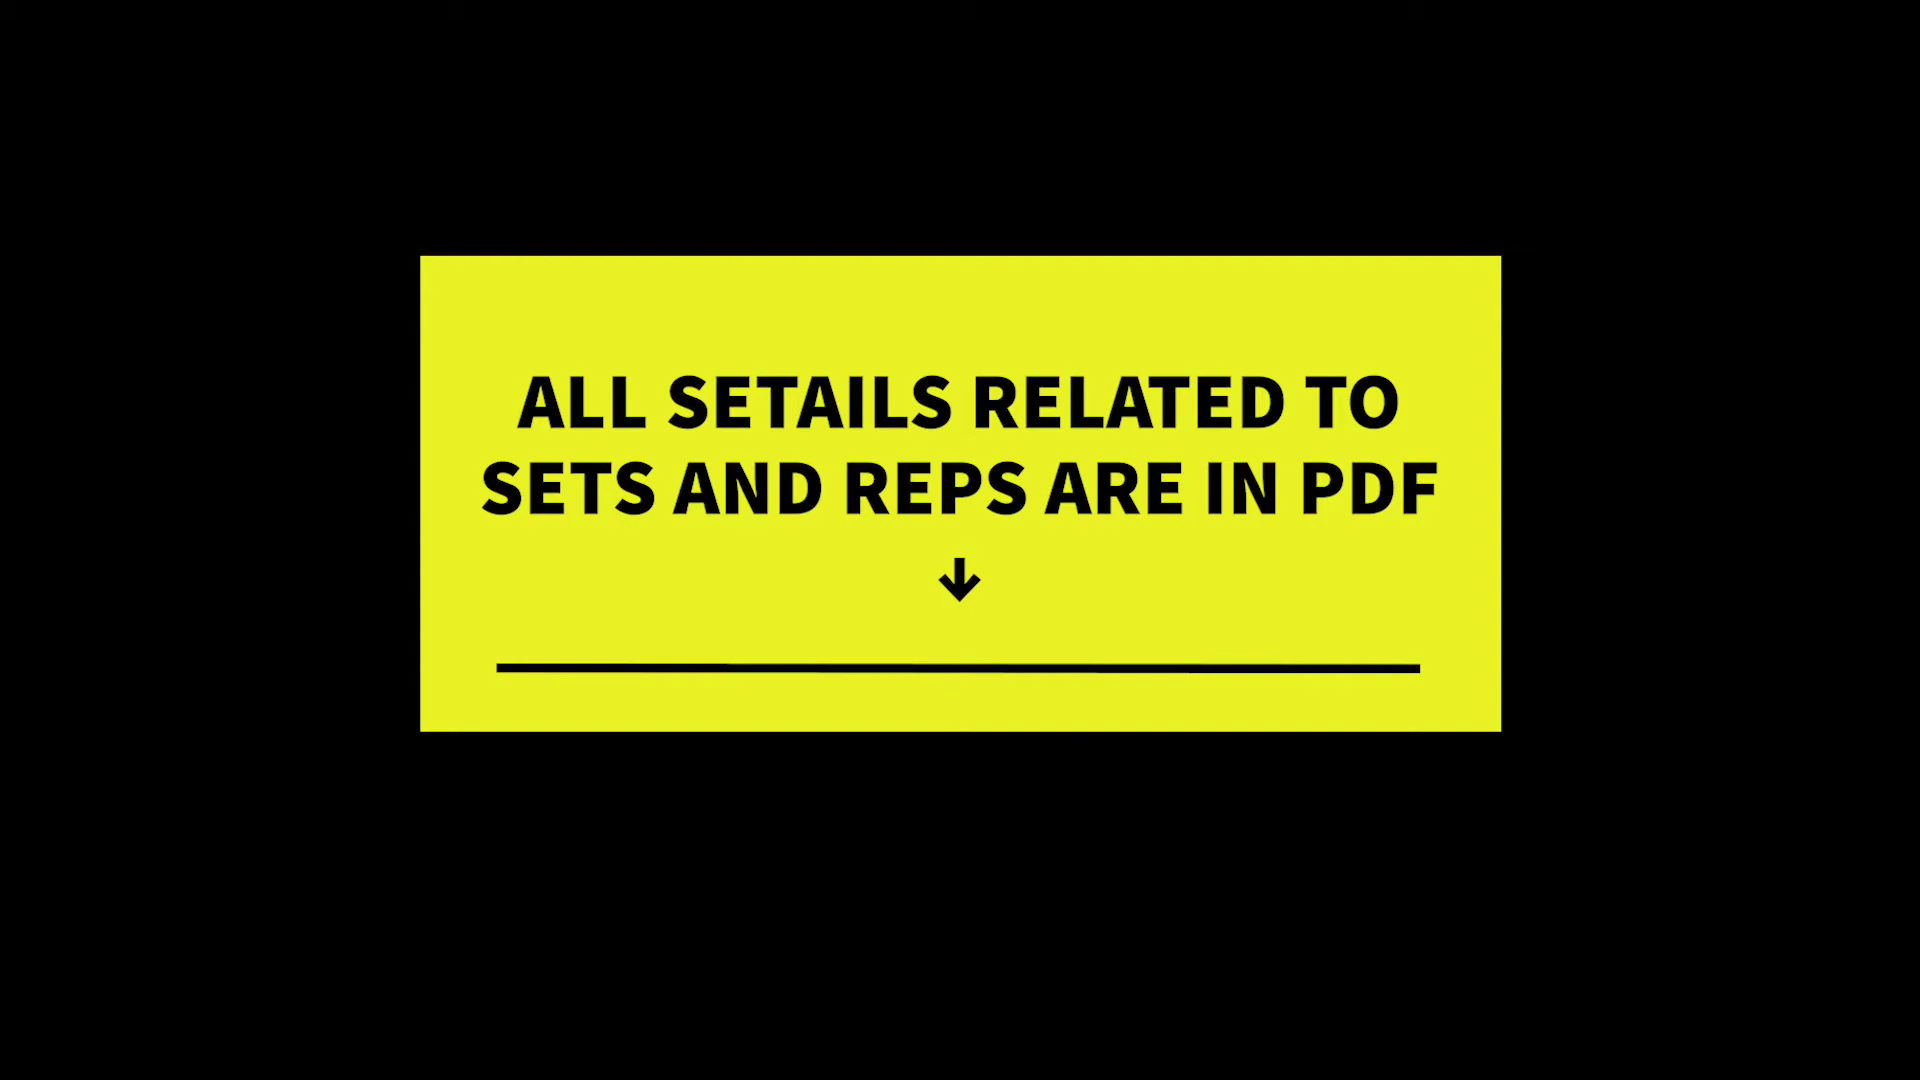 ALL SETAILS RELATED TO
SETS AND REPS ARE IN PDF
↓